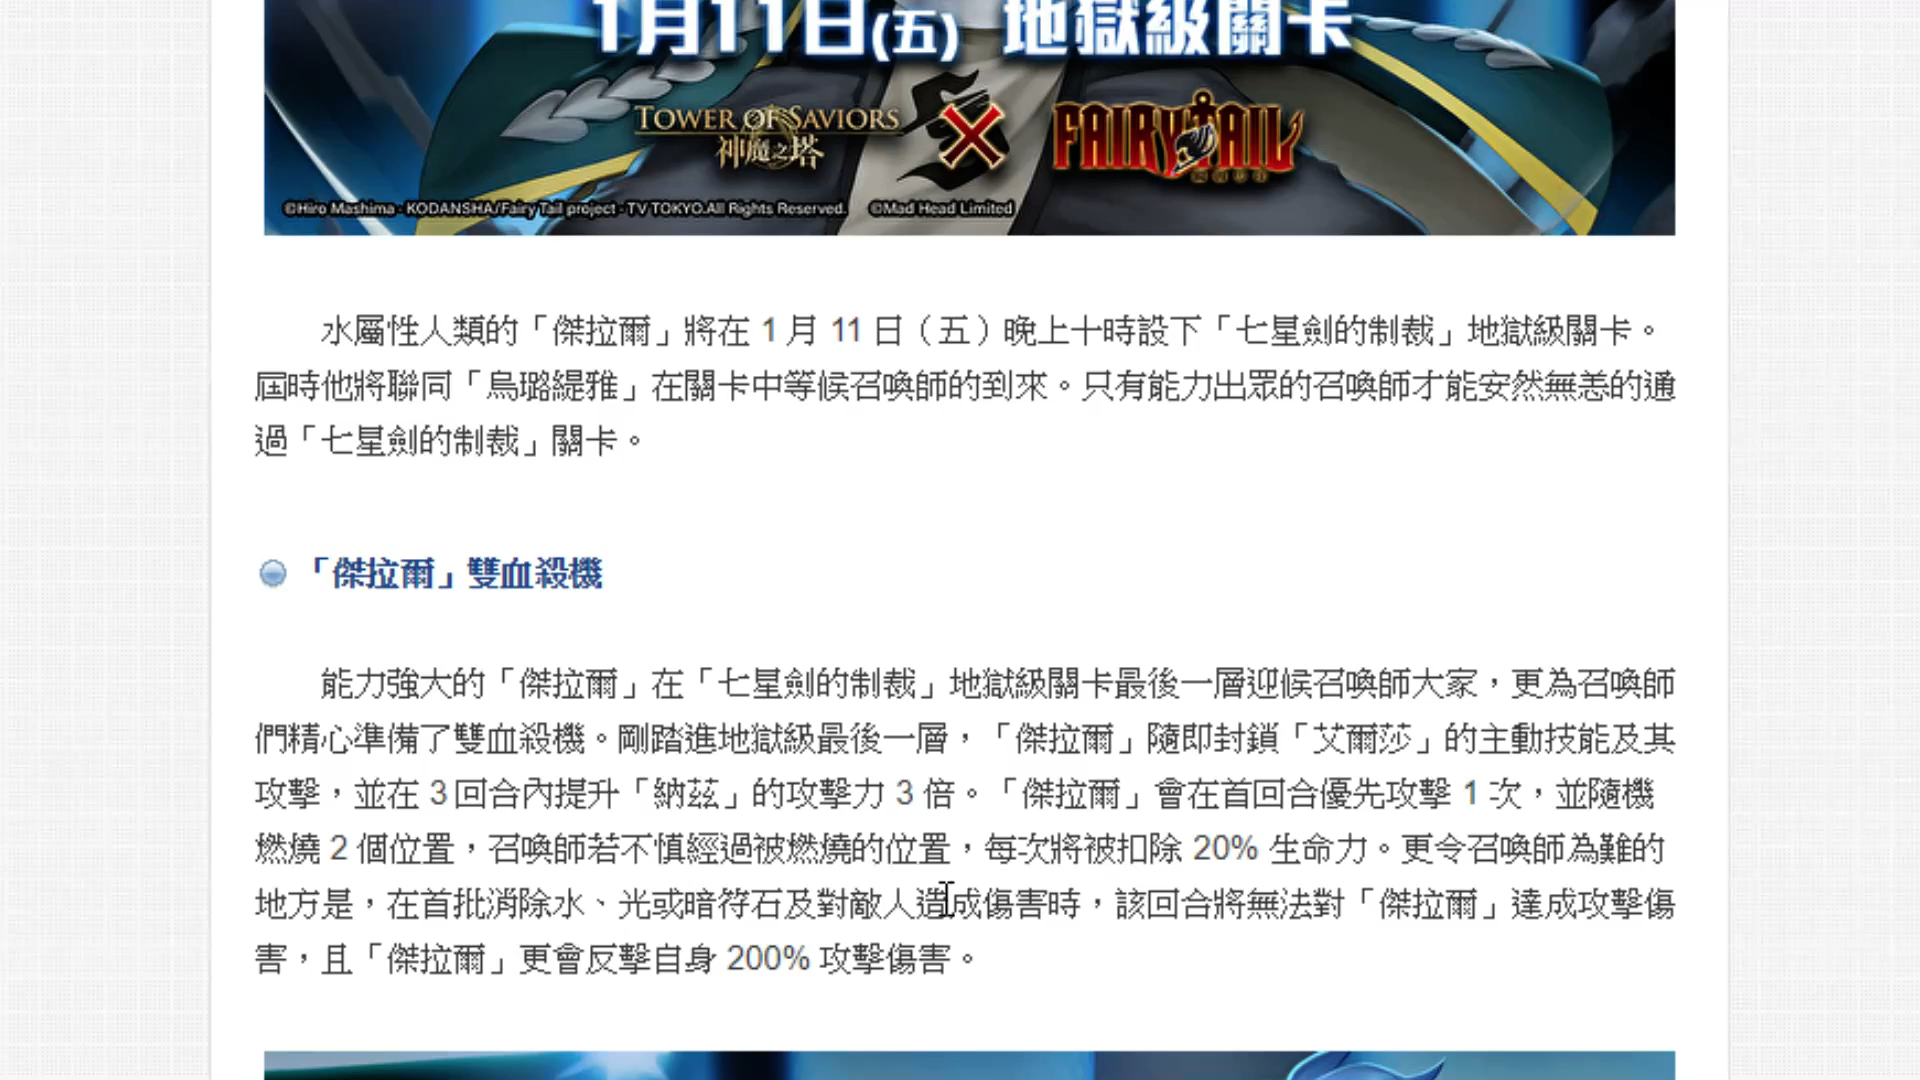 1月11日(五) 地獄級關卡
TOWER OF SAVIORS
神魔之塔
FAIRY TAIL
©Hiro Mashima · KODANSHA/Fairy Tail project · TV TOKYO.All Rights Reserved. ©Mad Head Limited
水屬性人類的「傑拉爾」將在 1 月 11 日（五）晚上十時設下「七星劍的制裁」地獄級關卡。
屆時他將聯同「烏璐緹雅」在關卡中等候召喚師的到來。只有能力出眾的召喚師才能安然無恙的通
過「七星劍的制裁」關卡。
「傑拉爾」雙血殺機
能力強大的「傑拉爾」在「七星劍的制裁」地獄級關卡最後一層迎候召喚師大家，更為召喚師
們精心準備了雙血殺機。剛踏進地獄級最後一層，「傑拉爾」隨即封鎖「艾爾莎」的主動技能及其
攻擊，並在 3 回合內提升「納茲」的攻擊力 3 倍。「傑拉爾」會在首回合優先攻擊 1 次，並隨機
燃燒 2 個位置，召喚師若不慎經過被燃燒的位置，每次將被扣除 20% 生命力。更令召喚師為難的
地方是，在首批消除水、光或暗符石及對敵人造成傷害時，該回合將無法對「傑拉爾」達成攻擊傷
害，且「傑拉爾」更會反擊自身 200% 攻擊傷害。